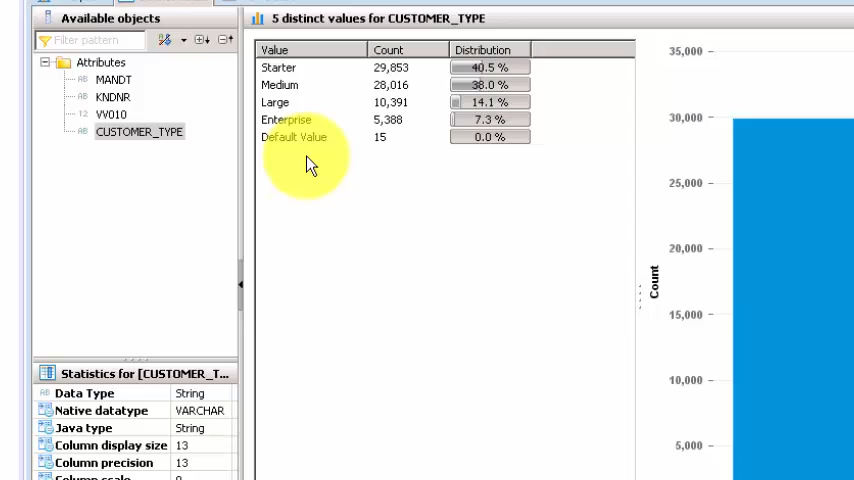 Available objects
5 distinct values for CUSTOMER_TYPE
Filter pattern
Value Count Distribution
Attributes
Starter 29,853 40.5 %
MANDT
Medium 28,016 38.0 %
KNDNR
Large 10,391 14.1 %
VV010
Enterprise 5,388 7.3 %
CUSTOMER_TYPE
Default Value 15 0.0 %
35,000
30,000
25,000
20,000
15,000
10,000
5,000
Count
Statistics for [CUSTOMER_T...
Data Type String
Native datatype VARCHAR
Java type String
Column display size 13
Column precision 13